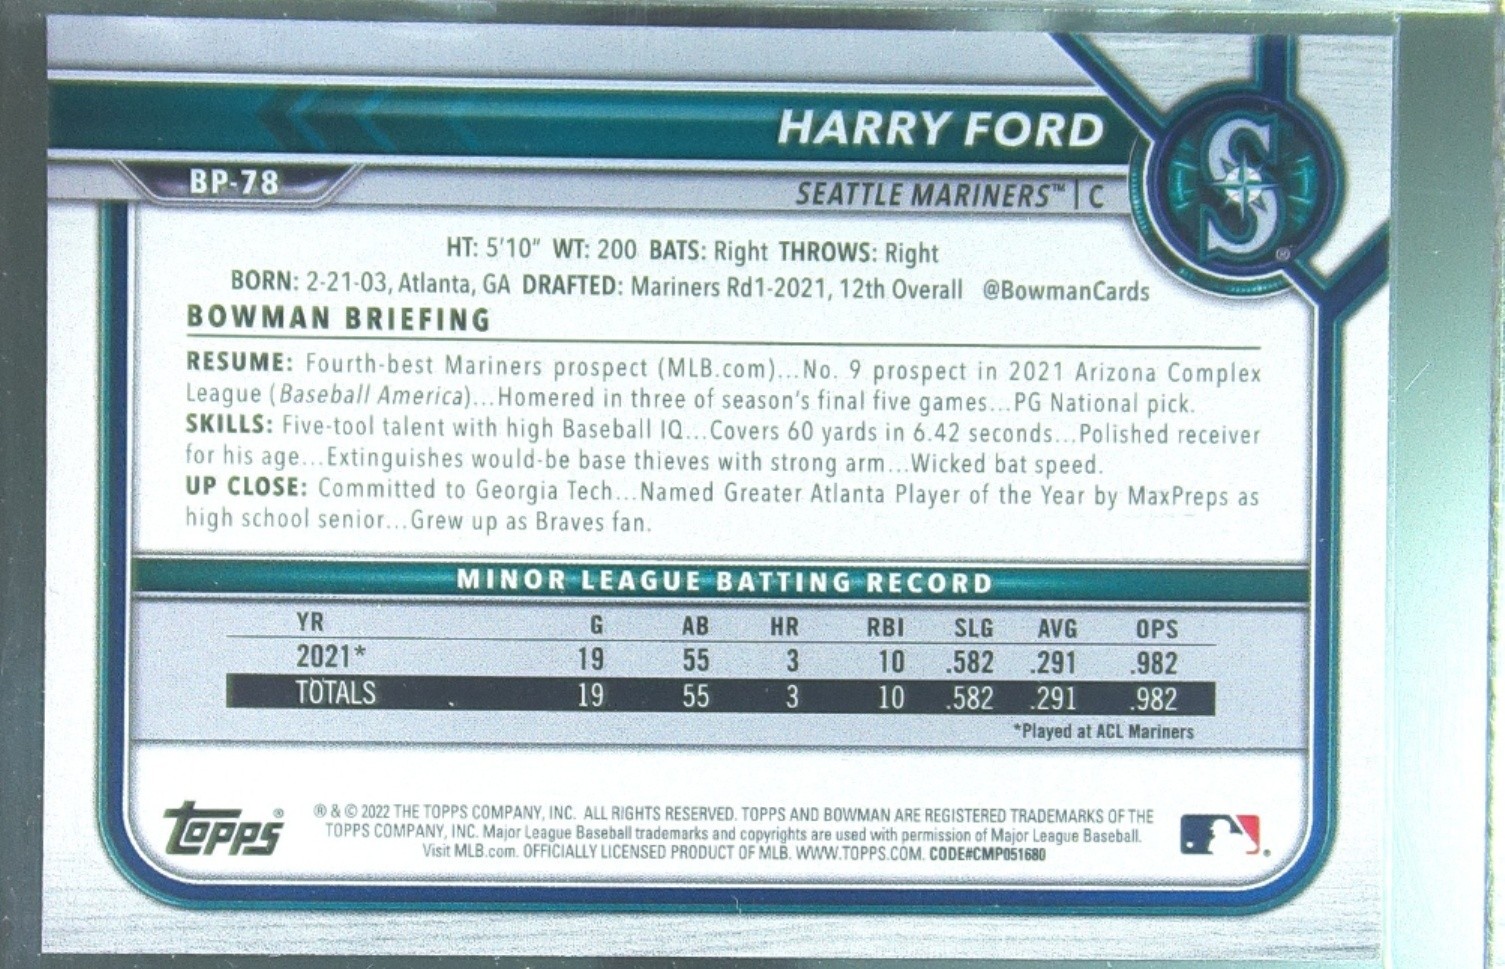 HARRY FORD
BP-78
SEATTLE MARINERS™ | C
S
®
HT: 5'10" WT: 200 BATS: Right THROWS: Right
BORN: 2-21-03, Atlanta, GA DRAFTED: Mariners Rd1-2021, 12th Overall @BowmanCards
BOWMAN BRIEFING
RESUME: Fourth-best Mariners prospect (MLB.com)...No. 9 prospect in 2021 Arizona Complex
League (Baseball America)...Homered in three of season's final five games...PG National pick.
SKILLS: Five-tool talent with high Baseball IQ...Covers 60 yards in 6.42 seconds...Polished receiver
for his age...Extinguishes would-be base thieves with strong arm...Wicked bat speed.
UP CLOSE: Committed to Georgia Tech...Named Greater Atlanta Player of the Year by MaxPreps as
high school senior...Grew up as Braves fan.
MINOR LEAGUE BATTING RECORD
YR G AB HR RBI SLG AVG OPS
2021* 19 55 3 10 .582 .291 .982
TOTALS 19 55 3 10 .582 .291 .982
*Played at ACL Mariners
topps®
® & © 2022 THE TOPPS COMPANY, INC. ALL RIGHTS RESERVED. TOPPS AND BOWMAN ARE REGISTERED TRADEMARKS OF THE
TOPPS COMPANY, INC. Major League Baseball trademarks and copyrights are used with permission of Major League Baseball.
Visit MLB.com. OFFICIALLY LICENSED PRODUCT OF MLB. WWW.TOPPS.COM. CODE#CMP051680